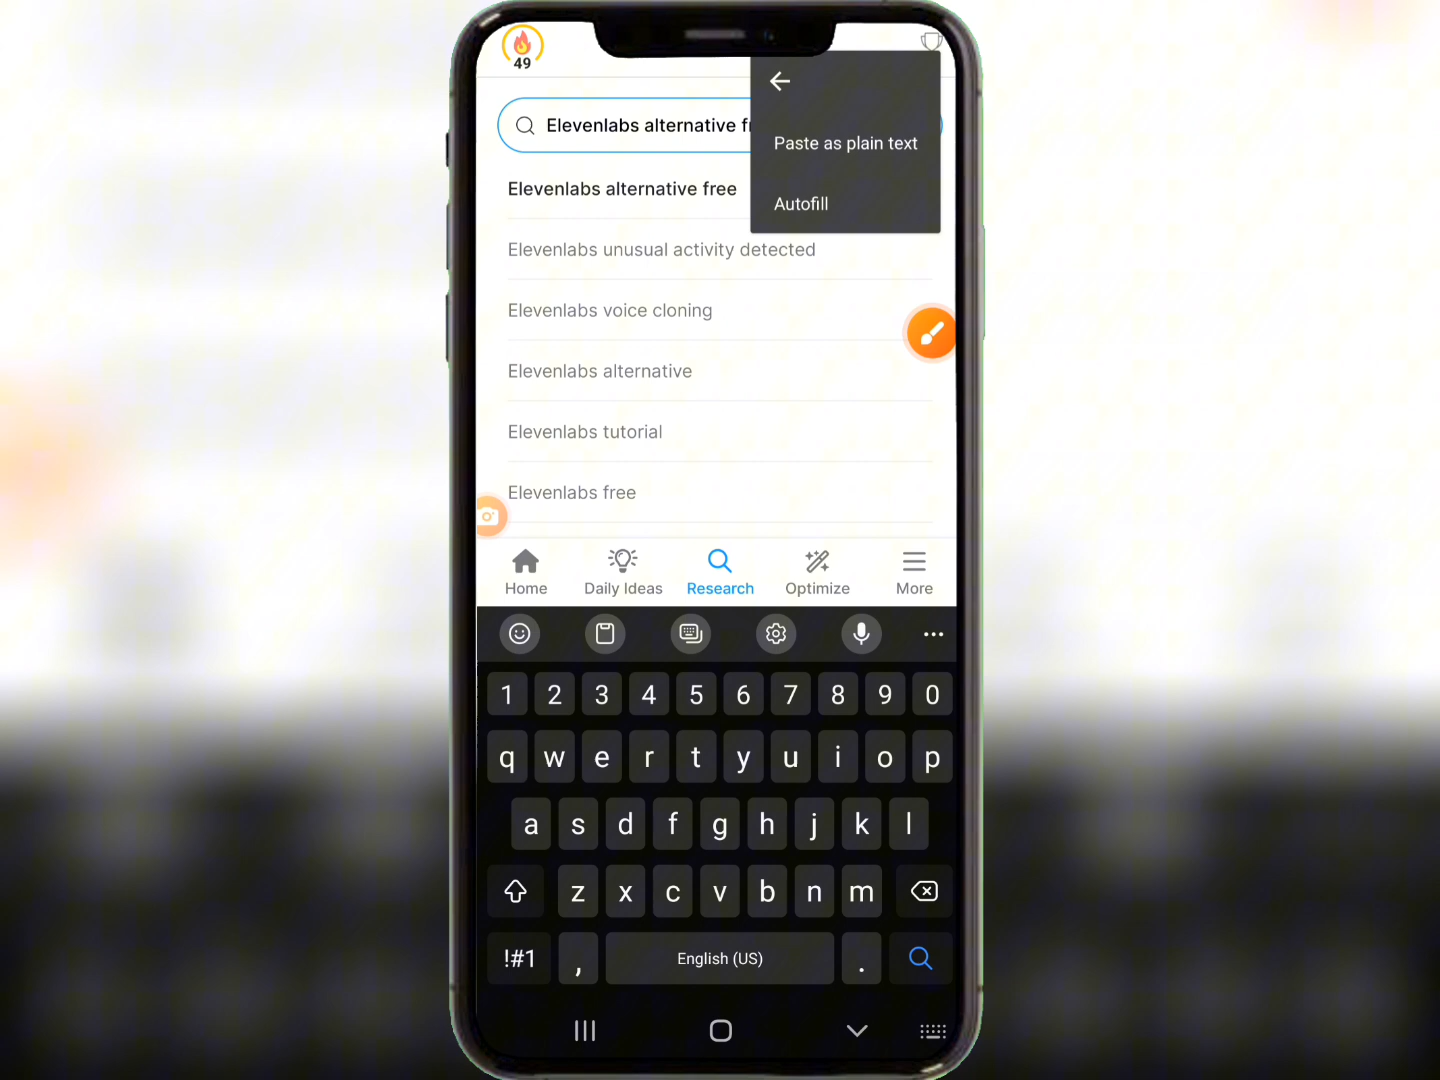 49
Elevenlabs alternative fr
Paste as plain text
Autofill
Elevenlabs alternative free
Elevenlabs unusual activity detected
Elevenlabs voice cloning
Elevenlabs alternative
Elevenlabs tutorial
Elevenlabs free
Home Daily Ideas Research Optimize More
1 2 3 4 5 6 7 8 9 0
q w e r t y u i o p
a s d f g h j k l
z x c v b n m
!#1 , English (US) .